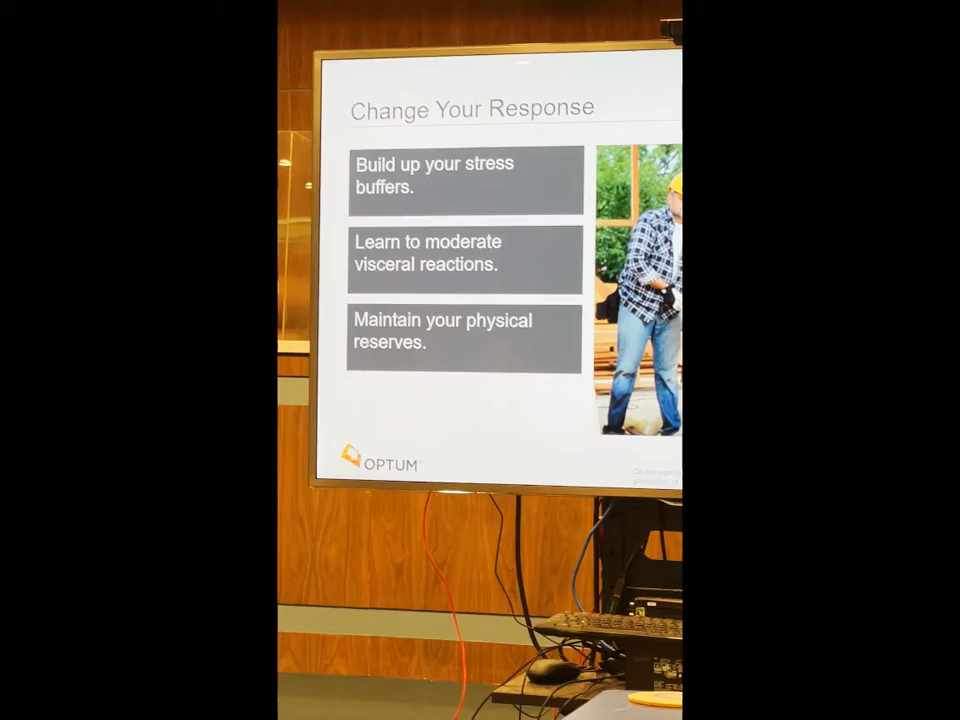 Change Your Response
Build up your stress
buffers.
Learn to moderate
visceral reactions.
Maintain your physical
reserves.
OPTUM